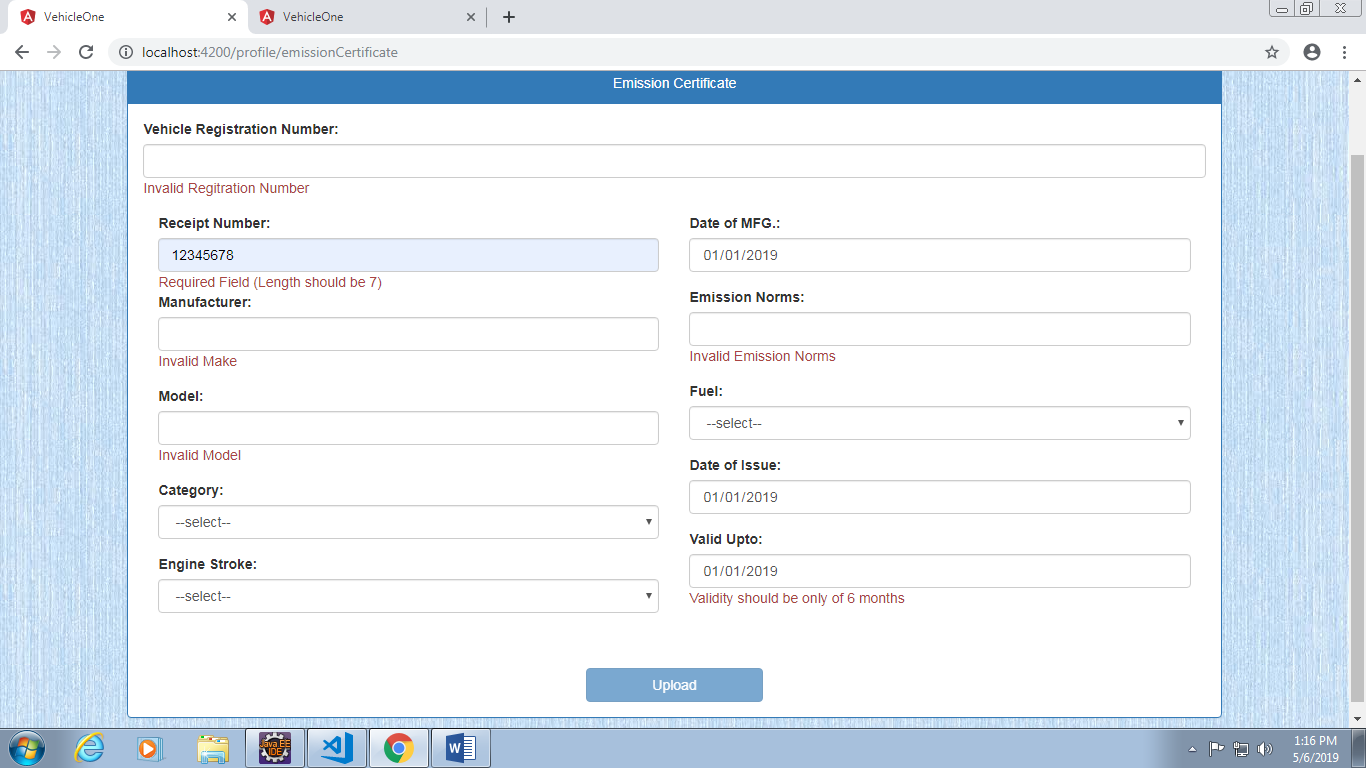 VehicleOne
VehicleOne
localhost:4200/profile/emissionCertificate
Emission Certificate
Vehicle Registration Number:
Invalid Regitration Number
Receipt Number:
12345678
Required Field (Length should be 7)
Manufacturer:
Invalid Make
Model:
Invalid Model
Category:
--select--
Engine Stroke:
--select--
Date of MFG.:
01/01/2019
Emission Norms:
Invalid Emission Norms
Fuel:
--select--
Date of Issue:
01/01/2019
Valid Upto:
01/01/2019
Validity should be only of 6 months
Upload
Java EE
IDE
W
1:16 PM
5/6/2019